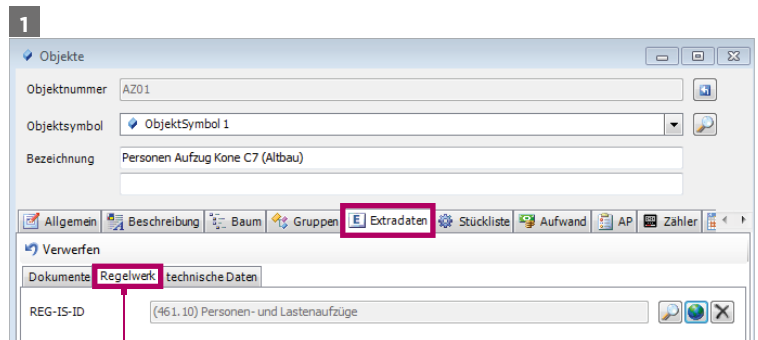 1
Objekte
Objektnummer AZ01
Objektsymbol ObjektSymbol 1
Bezeichnung Personen Aufzug Kone C7 (Altbau)
Allgemein Beschreibung Baum Gruppen E Extradaten Stückliste Aufwand AP Zähler
Verwerfen
Dokumente Regelwerk technische Daten
REG-IS-ID (461.10) Personen- und Lastenaufzüge